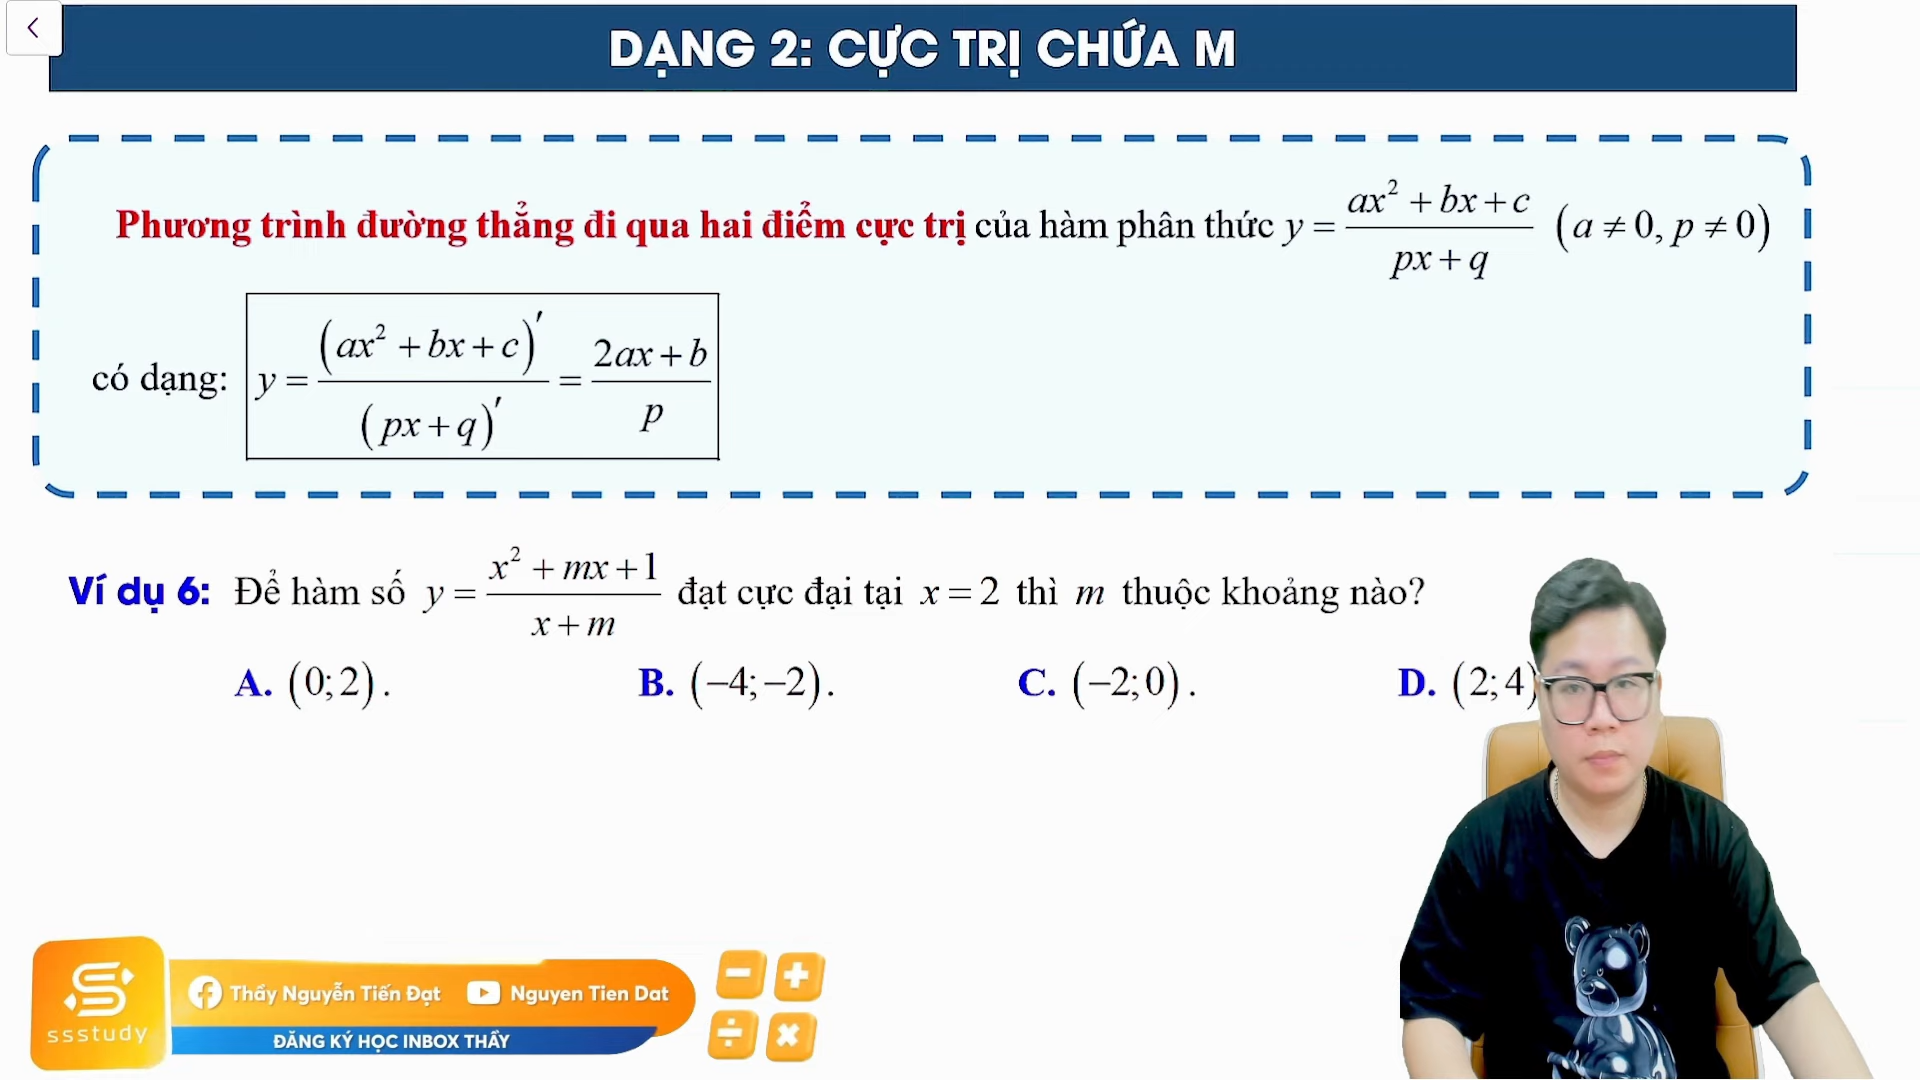 DẠNG 2: CỰC TRỊ CHỨA M
Phương trình đường thẳng đi qua hai điểm cực trị của hàm phân thức y = (ax² + bx + c)/(px + q) (a ≠ 0, p ≠ 0)
có dạng: y = (ax² + bx + c)′/(px + q)′ = (2ax + b)/p
Ví dụ 6: Để hàm số y = (x² + mx + 1)/(x + m) đạt cực đại tại x = 2 thì m thuộc khoảng nào?
A. (0; 2). B. (−4; −2). C. (−2; 0). D. (2; 4)
ssstudy
Thầy Nguyễn Tiến Đạt Nguyen Tien Dat
ĐĂNG KÝ HỌC INBOX THẦY